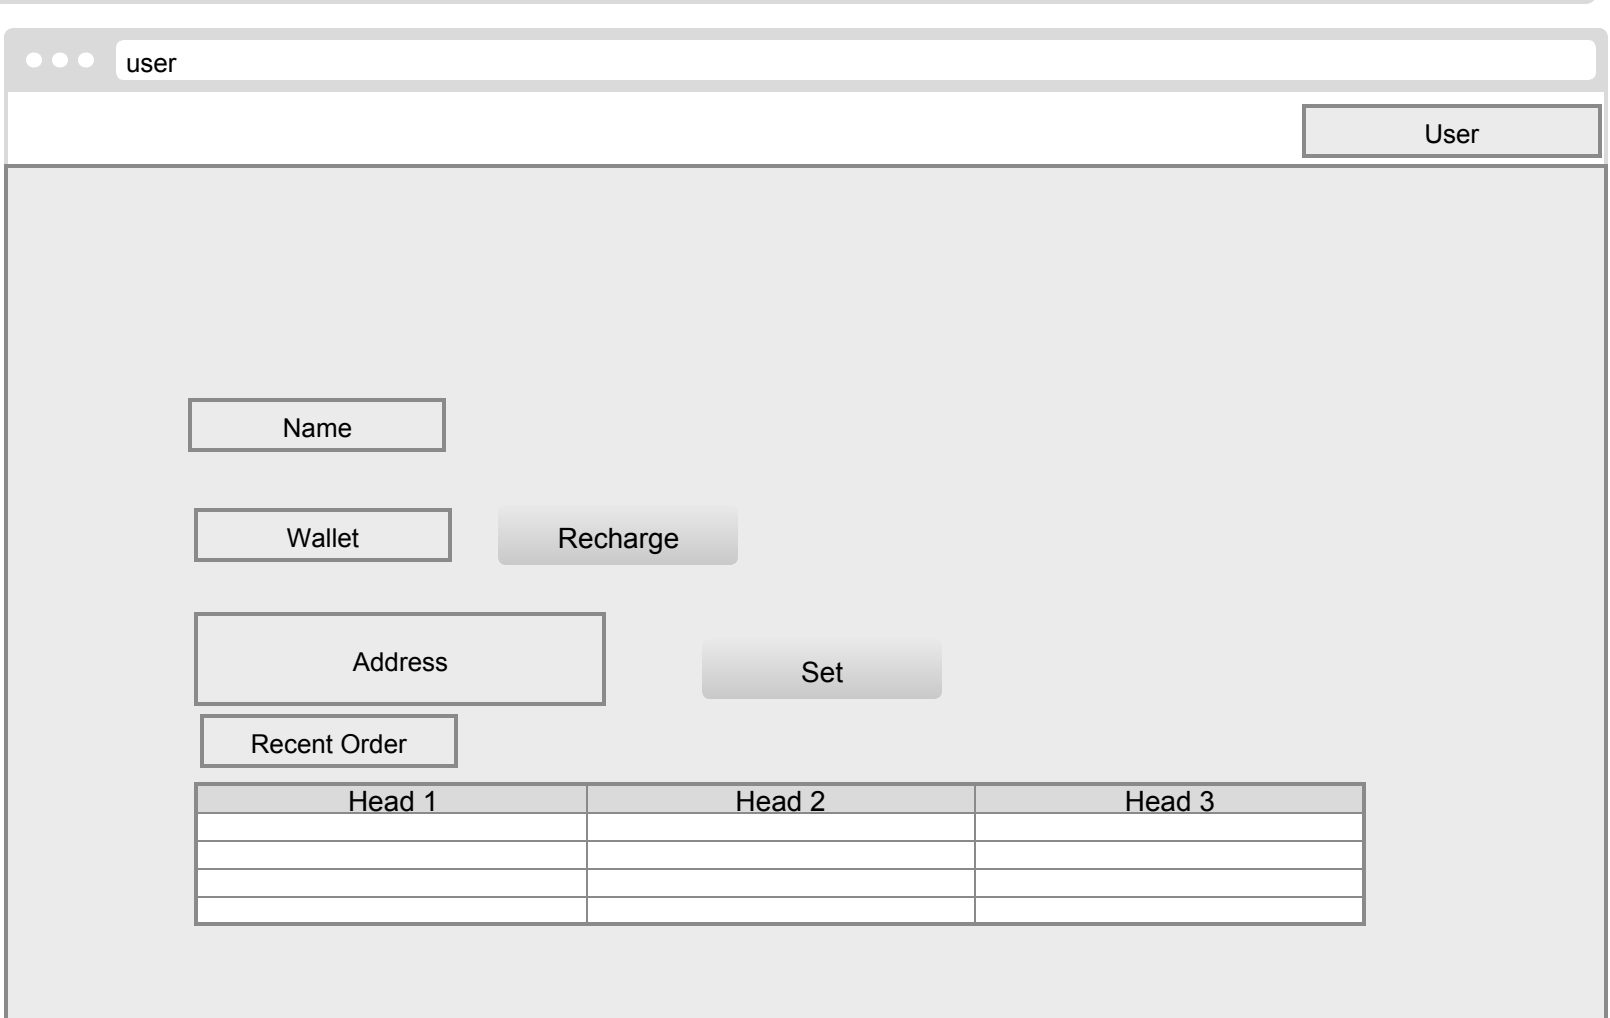 user
User
Name
Wallet
Recharge
Address
Set
Recent Order
Head 1 Head 2 Head 3